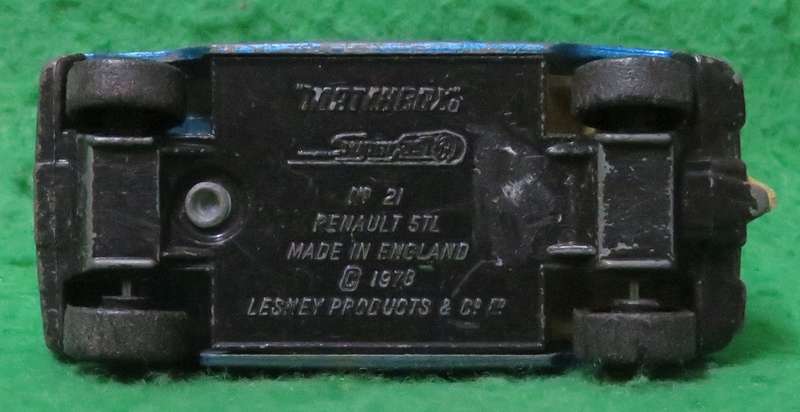 "MATCHBOX"®
Superfast
Nº 21
RENAULT 5TL
MADE IN ENGLAND
© 1978
LESNEY PRODUCTS & Cº Lᵀᴰ